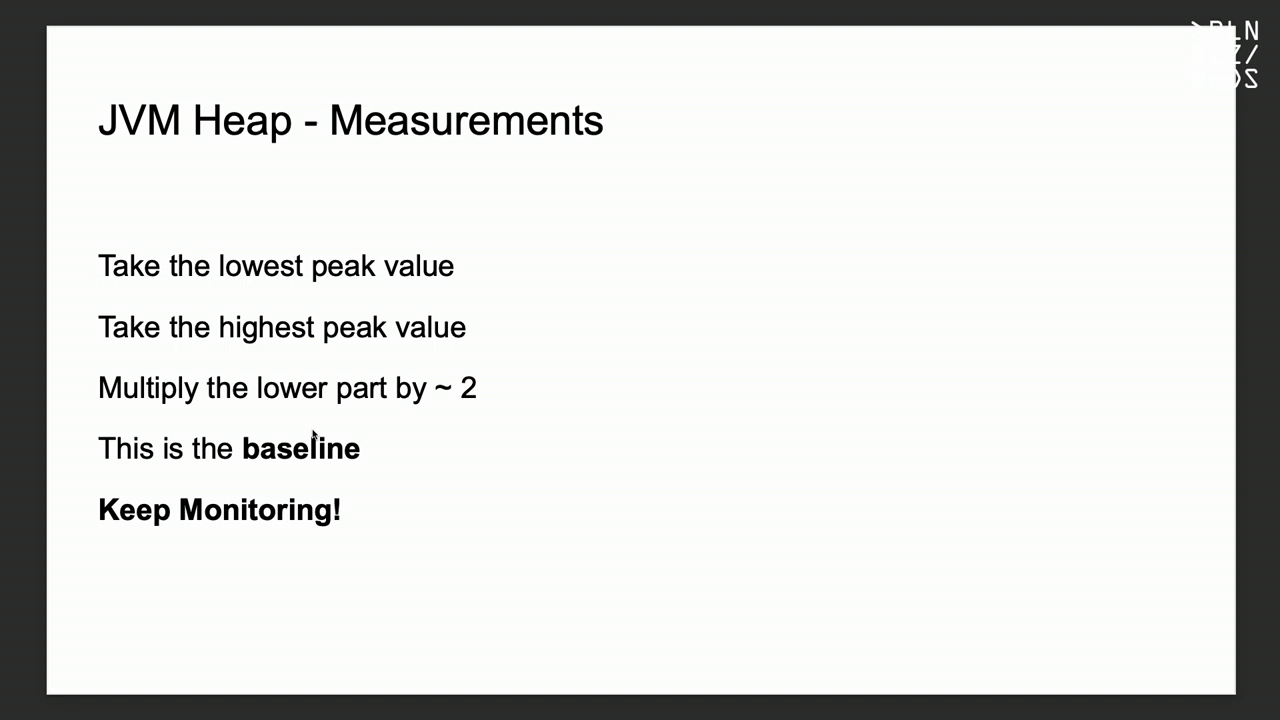 JVM Heap - Measurements
Take the lowest peak value
Take the highest peak value
Multiply the lower part by ~ 2
This is the baseline
Keep Monitoring!